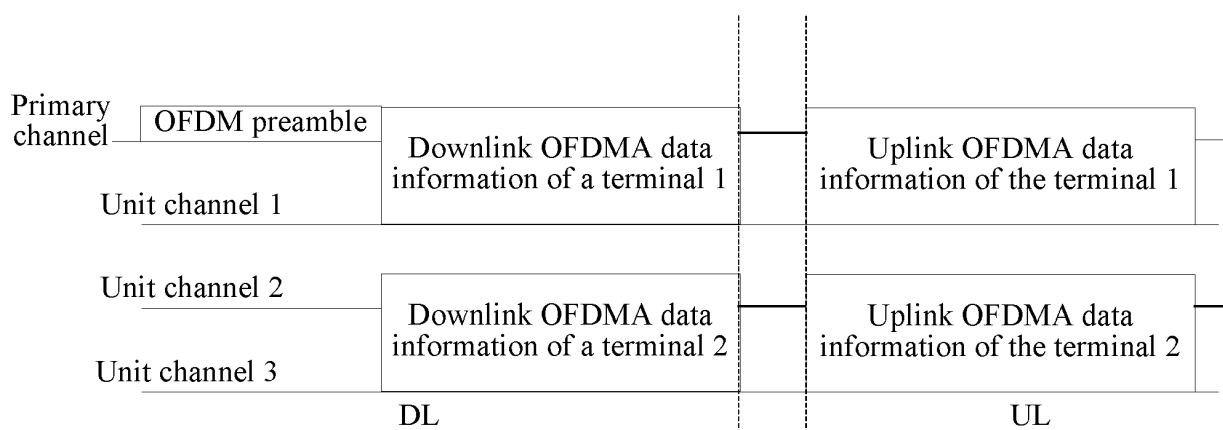 Primary
channel
OFDM preamble
Downlink OFDMA data
information of a terminal 1
Uplink OFDMA data
information of the terminal 1
Unit channel 1
Unit channel 2
Downlink OFDMA data
information of a terminal 2
Uplink OFDMA data
information of the terminal 2
Unit channel 3
DL
UL